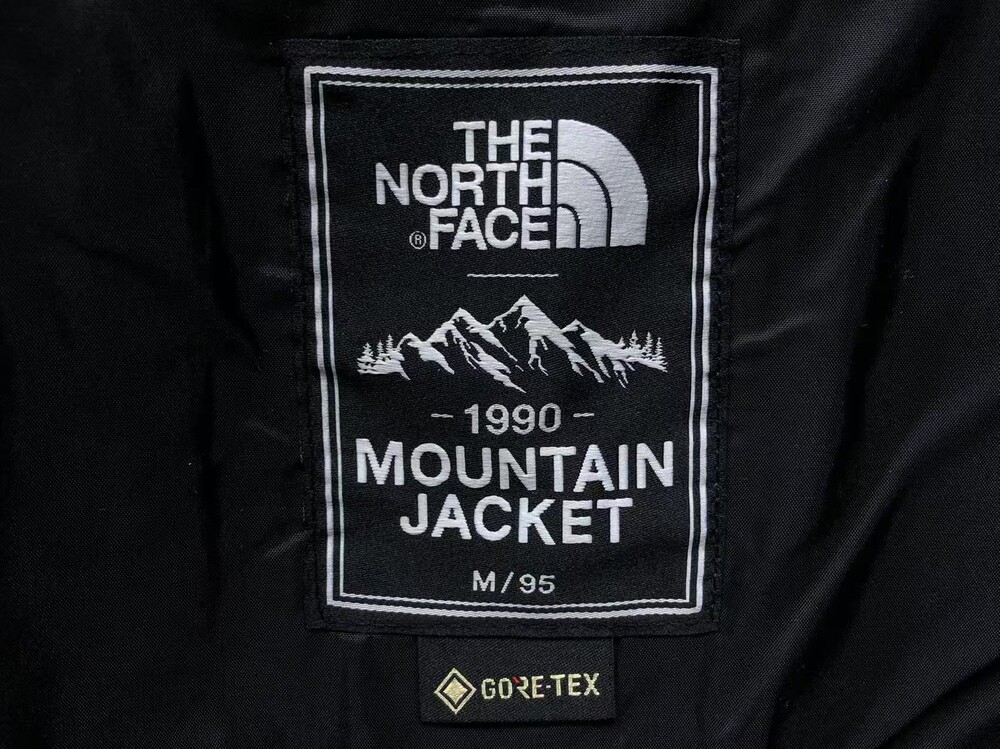 THE
NORTH
® FACE
- 1990 -
MOUNTAIN
JACKET
M/95
GORE-TEX